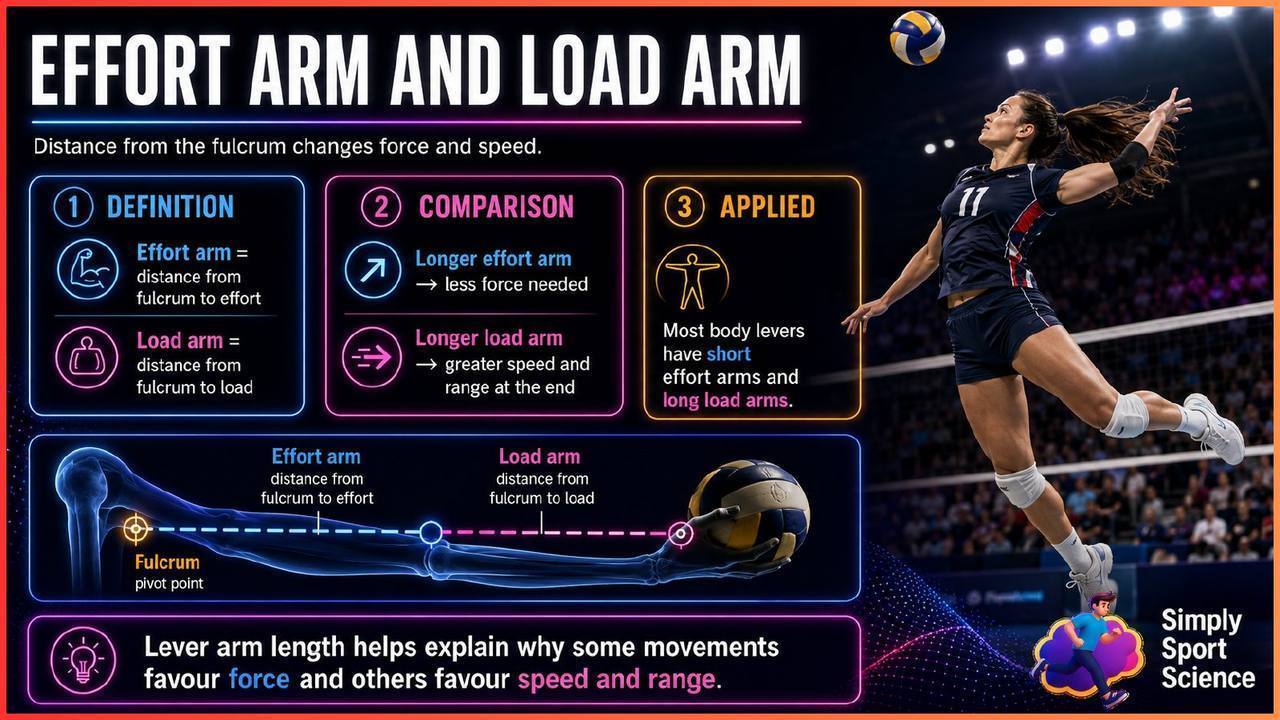 EFFORT ARM AND LOAD ARM
Distance from the fulcrum changes force and speed.
1 DEFINITION
Effort arm =
distance from
fulcrum to effort
Load arm =
distance from
fulcrum to load
2 COMPARISON
Longer effort arm
→ less force needed
Longer load arm
→ greater speed and
range at the end
3 APPLIED
Most body levers
have short
effort arms and
long load arms.
11
Effort arm
distance from
fulcrum to effort
Load arm
distance from
fulcrum to load
Fulcrum
pivot point
Lever arm length helps explain why some movements
favour force and others favour speed and range.
Simply
Sport
Science